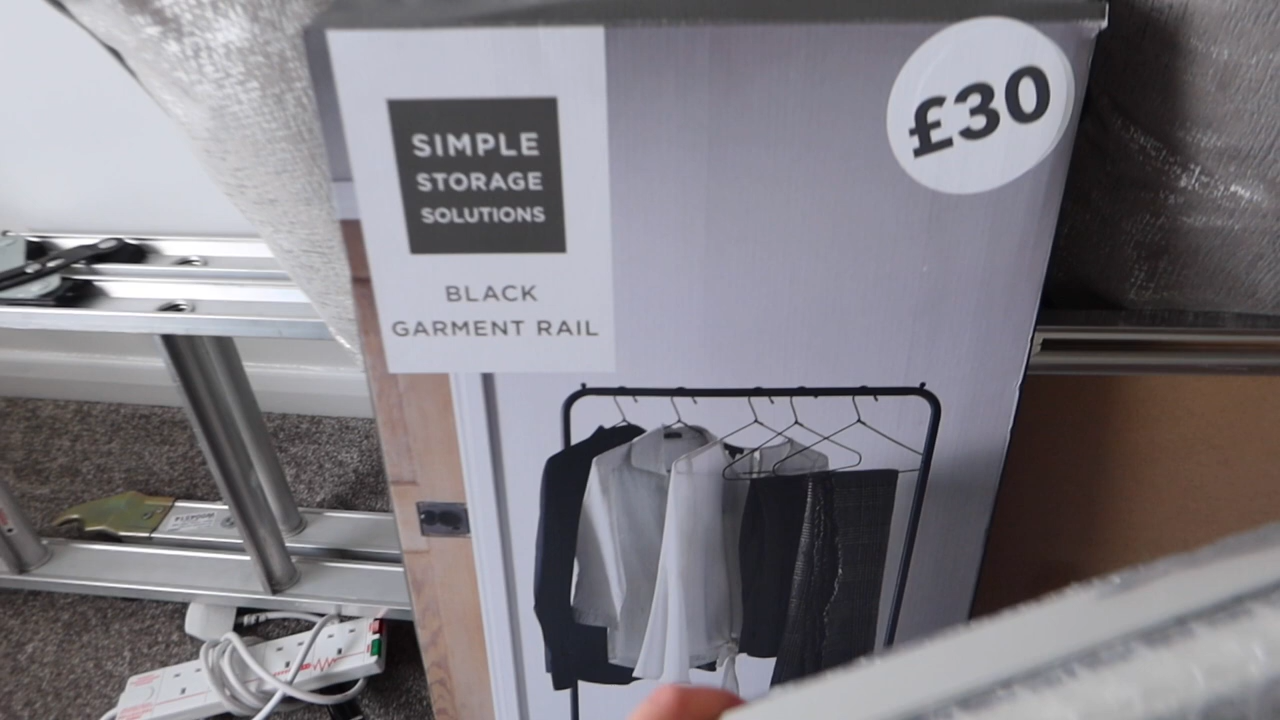 SIMPLE
STORAGE
SOLUTIONS
BLACK
GARMENT RAIL
£30